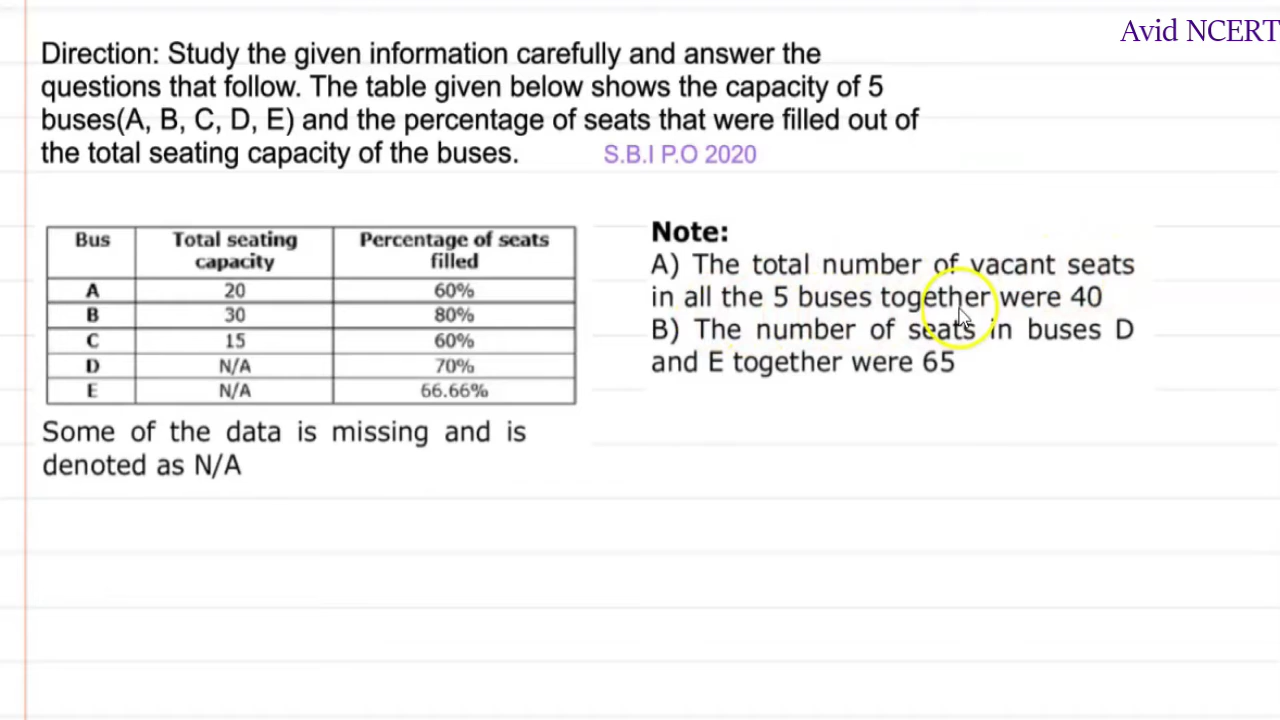 Avid NCERT
Direction: Study the given information carefully and answer the
questions that follow. The table given below shows the capacity of 5
buses(A, B, C, D, E) and the percentage of seats that were filled out of
the total seating capacity of the buses. S.B.I P.O 2020
Bus Total seating capacity Percentage of seats filled
A 20 60%
B 30 80%
C 15 60%
D N/A 70%
E N/A 66.66%
Some of the data is missing and is
denoted as N/A
Note:
A) The total number of vacant seats
in all the 5 buses together were 40
B) The number of seats in buses D
and E together were 65